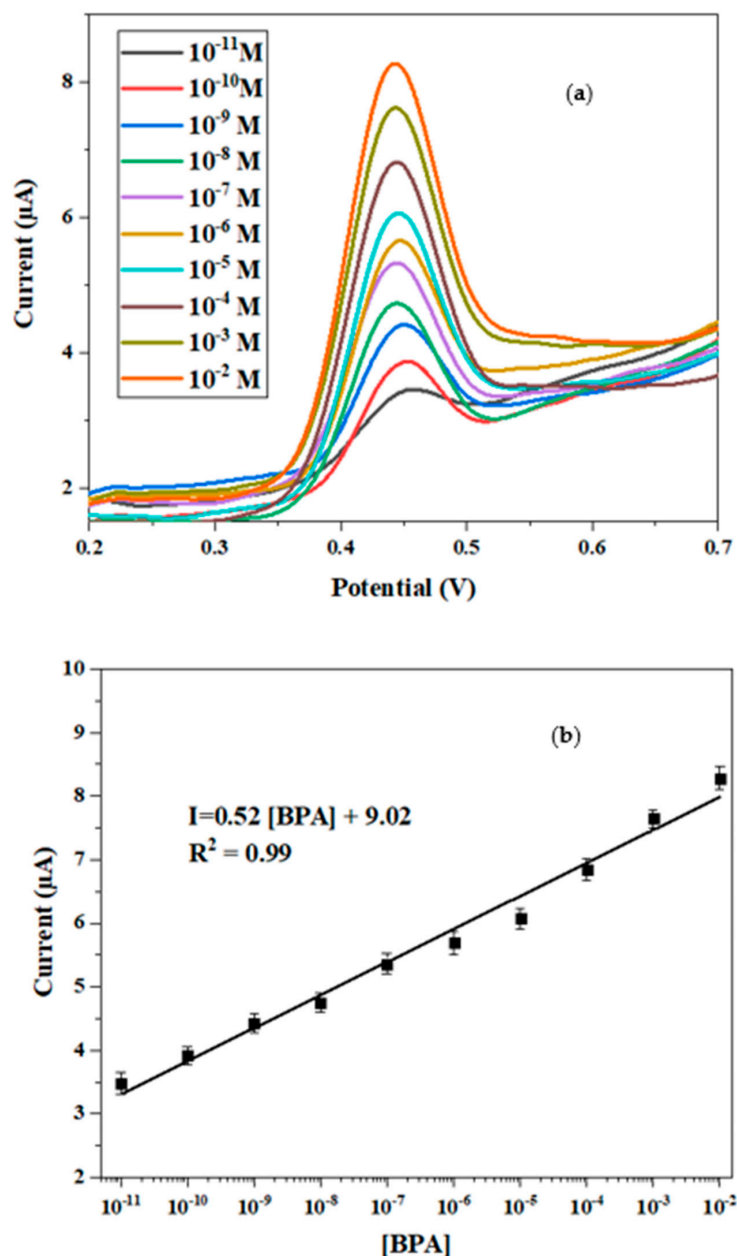 10⁻¹¹M
10⁻¹⁰M
10⁻⁹ M
10⁻⁸ M
10⁻⁷ M
10⁻⁶ M
10⁻⁵ M
10⁻⁴ M
10⁻³ M
10⁻² M
(a)
8
6
4
2
Current (µA)
0.2 0.3 0.4 0.5 0.6 0.7
Potential (V)
10
9
8
7
6
5
4
3
2
Current (µA)
(b)
I=0.52 [BPA] + 9.02
R² = 0.99
10⁻¹¹ 10⁻¹⁰ 10⁻⁹ 10⁻⁸ 10⁻⁷ 10⁻⁶ 10⁻⁵ 10⁻⁴ 10⁻³ 10⁻²
[BPA]